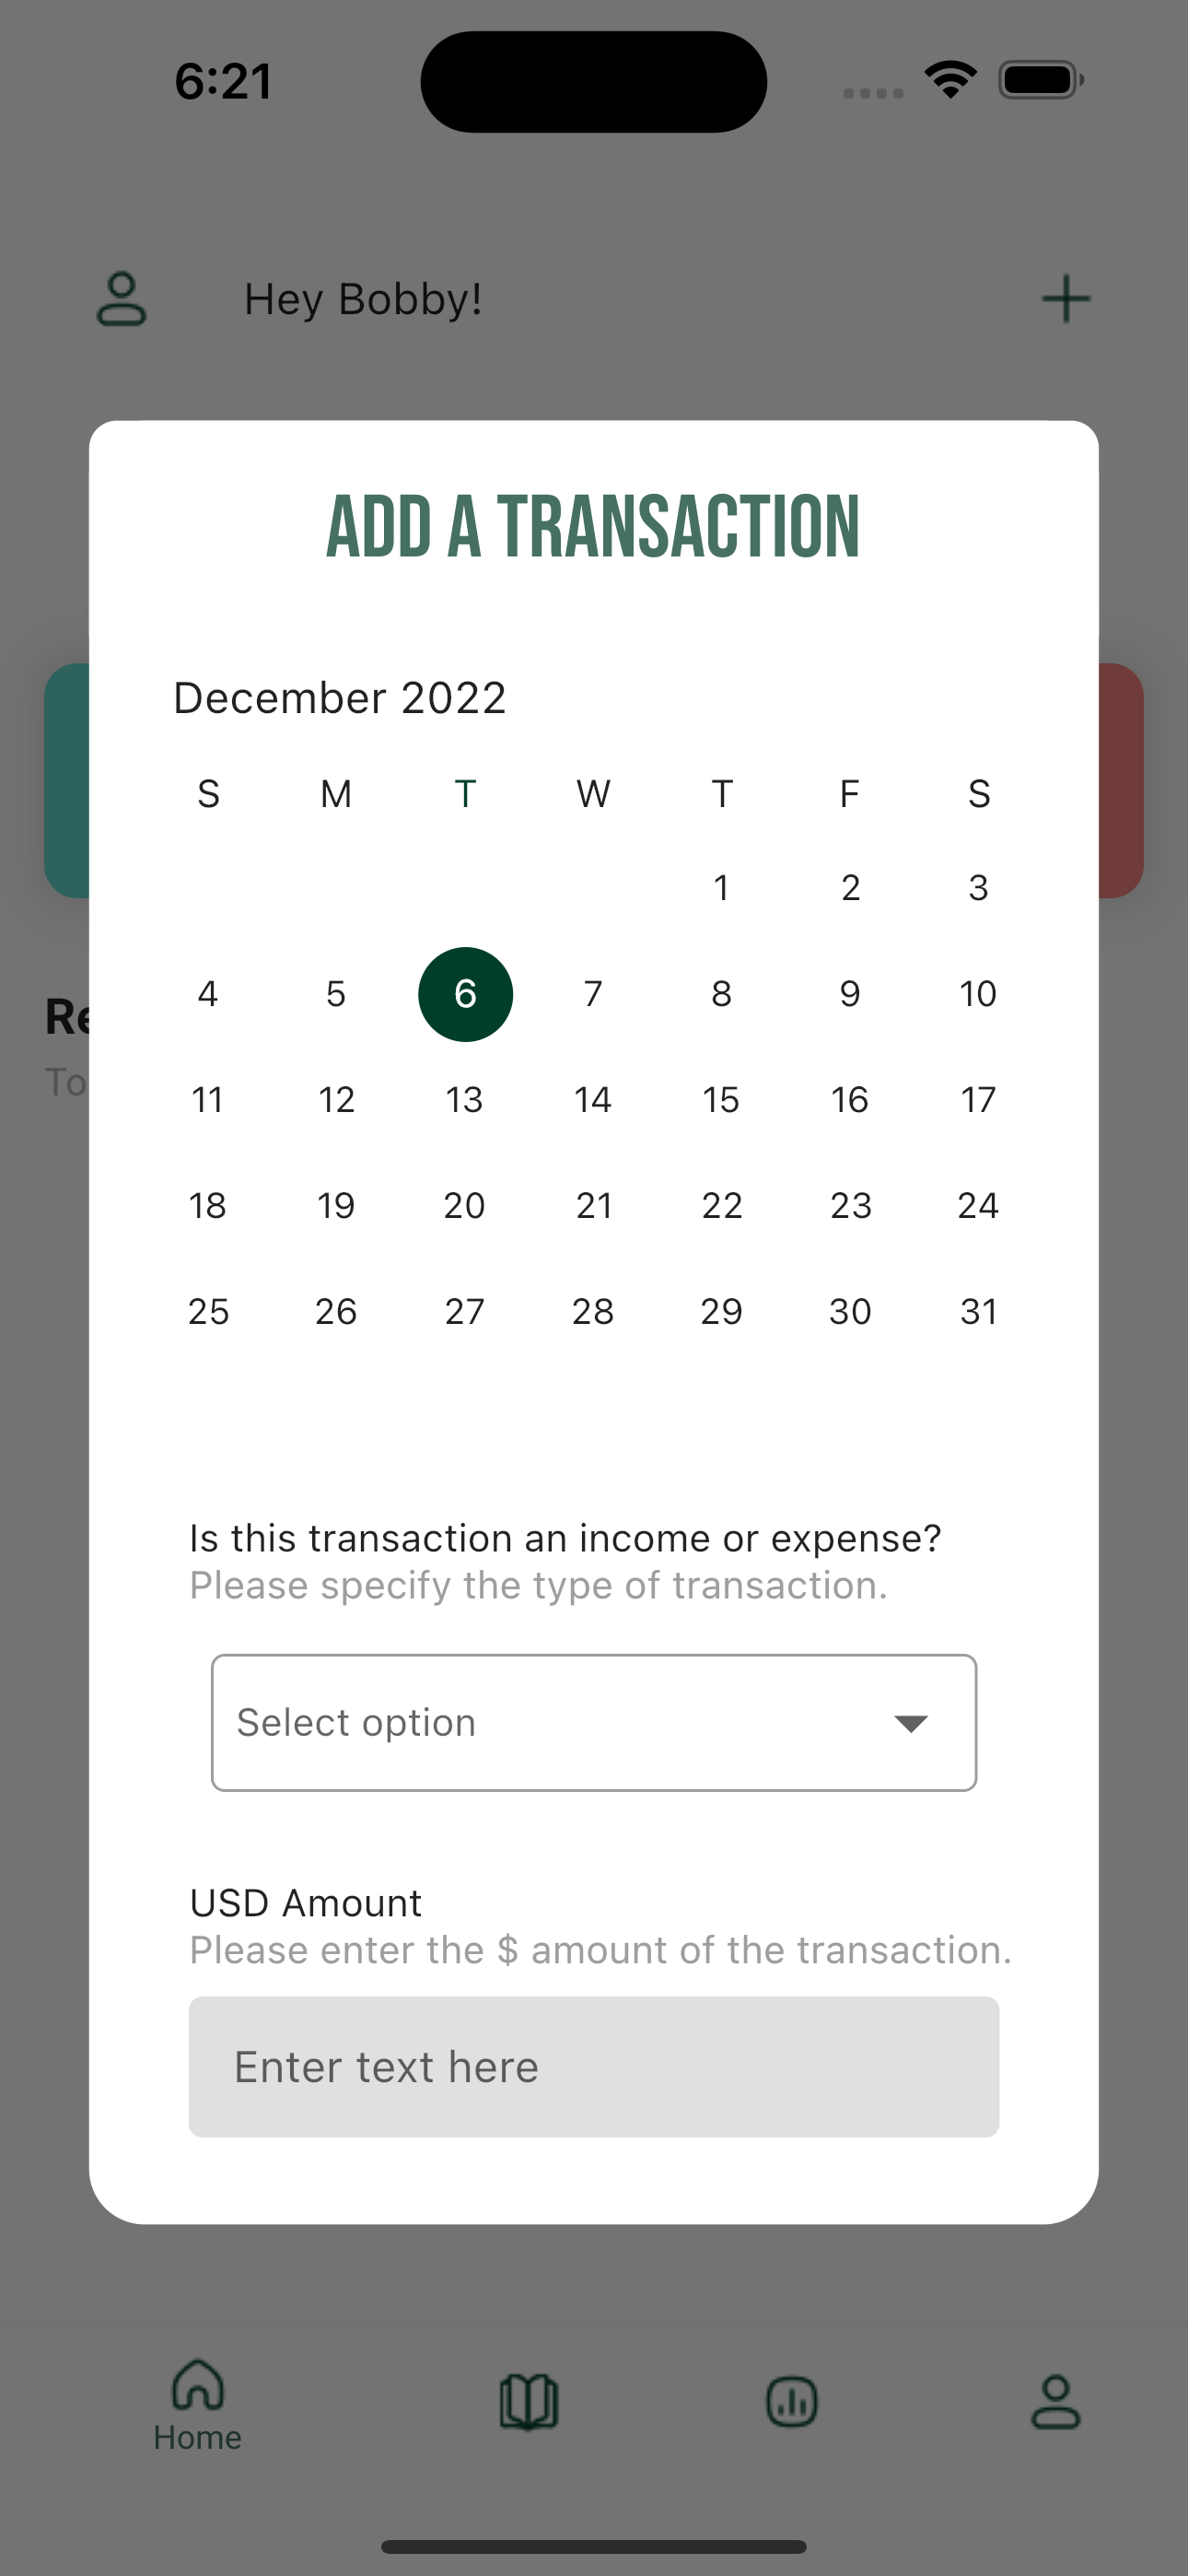 6:21
Hey Bobby!
ADD A TRANSACTION
December 2022
S M T W T F S
1 2 3
4 5 6 7 8 9 10
11 12 13 14 15 16 17
18 19 20 21 22 23 24
25 26 27 28 29 30 31
Is this transaction an income or expense?
Please specify the type of transaction.
Select option
USD Amount
Please enter the $ amount of the transaction.
Enter text here
Home